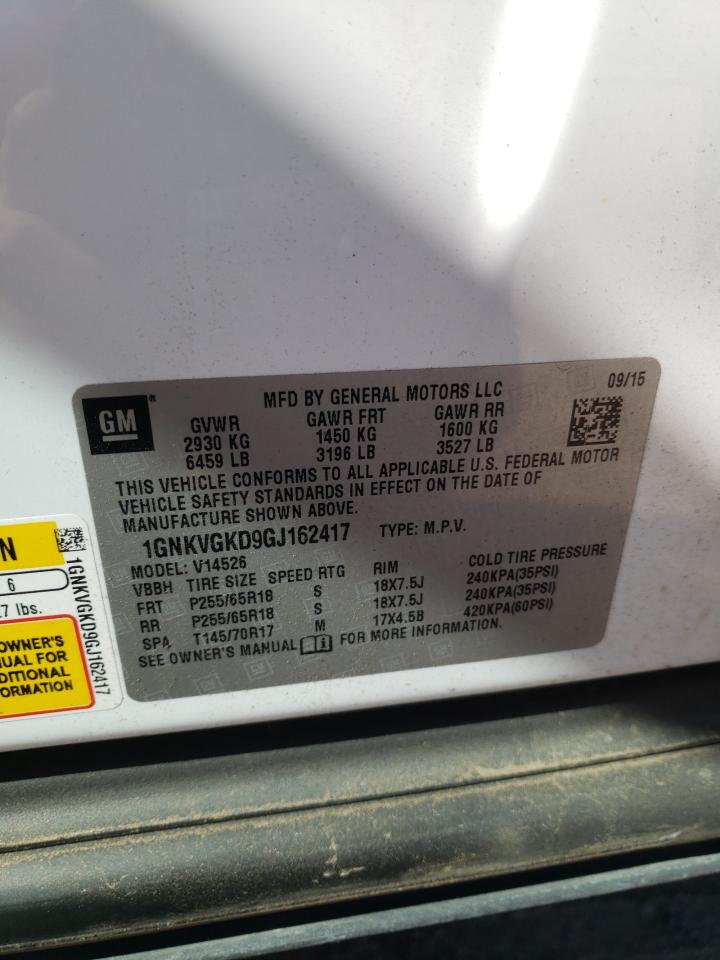 GM®
MFD BY GENERAL MOTORS LLC
09/15
GVWR GAWR FRT GAWR RR
2930 KG 1450 KG 1600 KG
6459 LB 3196 LB 3527 LB
THIS VEHICLE CONFORMS TO ALL APPLICABLE U.S. FEDERAL MOTOR
VEHICLE SAFETY STANDARDS IN EFFECT ON THE DATE OF
MANUFACTURE SHOWN ABOVE.
1GNKVGKD9GJ162417 TYPE: M.P.V.
MODEL: V14526
VBBH TIRE SIZE SPEED RTG RIM COLD TIRE PRESSURE
FRT P255/65R18 S 18X7.5J 240KPA(35PSI)
RR P255/65R18 S 18X7.5J 240KPA(35PSI)
SPA T145/70R17 M 17X4.5B 420KPA(60PSI)
SEE OWNER'S MANUAL FOR MORE INFORMATION.
N
6
7 lbs.
OWNER'S
UAL FOR
DITIONAL
ORMATION
1GNKVGKD9GJ162417